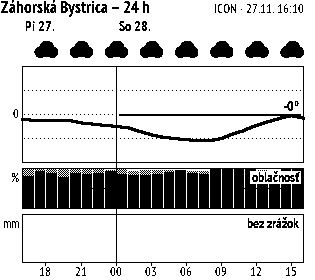 Záhorská Bystrica – 24 h
ICON · 27.11. 16:10
Pi 27.
So 28.
0
-0°
%
oblačnosť
mm
bez zrážok
18 21 00 03 06 09 12 15